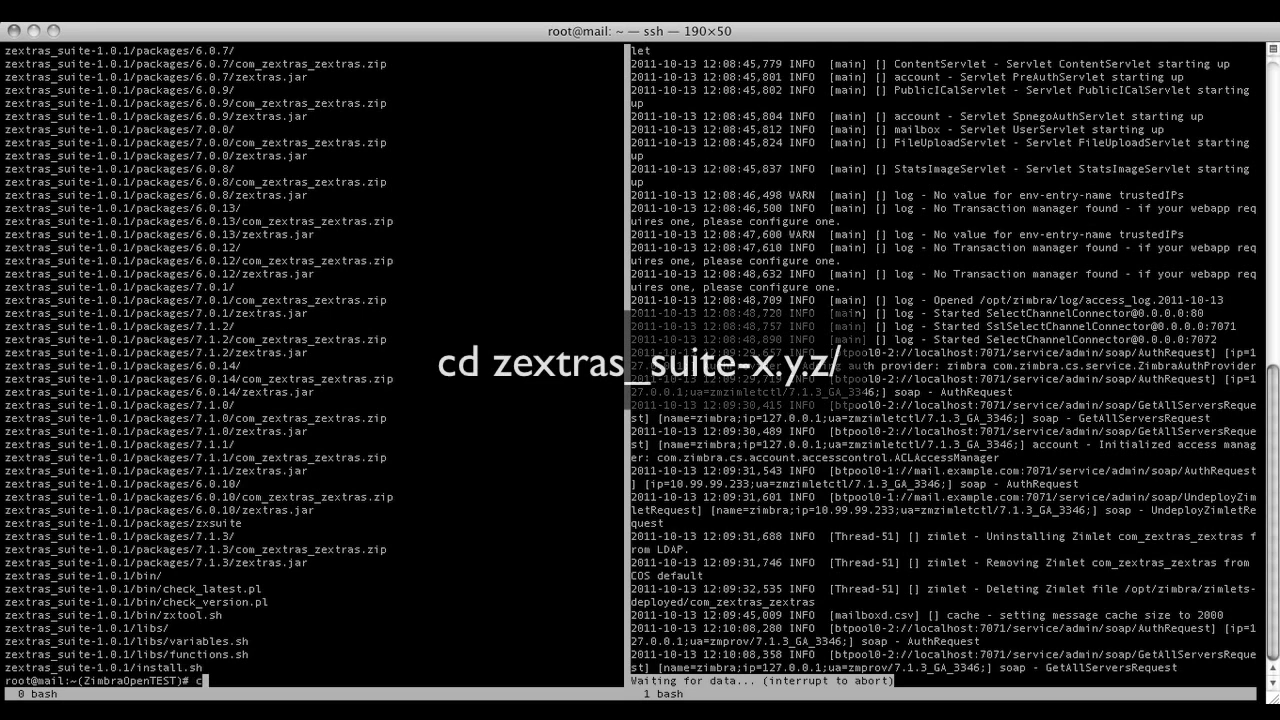 root@mail: ~ — ssh — 190×50
zextras_suite-1.0.1/packages/6.0.7/
zextras_suite-1.0.1/packages/6.0.7/com_zextras_zextras.zip
zextras_suite-1.0.1/packages/6.0.7/zextras.jar
zextras_suite-1.0.1/packages/6.0.9/
zextras_suite-1.0.1/packages/6.0.9/com_zextras_zextras.zip
zextras_suite-1.0.1/packages/6.0.9/zextras.jar
zextras_suite-1.0.1/packages/7.0.0/
zextras_suite-1.0.1/packages/7.0.0/com_zextras_zextras.zip
zextras_suite-1.0.1/packages/7.0.0/zextras.jar
zextras_suite-1.0.1/packages/6.0.8/
zextras_suite-1.0.1/packages/6.0.8/com_zextras_zextras.zip
zextras_suite-1.0.1/packages/6.0.8/zextras.jar
zextras_suite-1.0.1/packages/6.0.13/
zextras_suite-1.0.1/packages/6.0.13/com_zextras_zextras.zip
zextras_suite-1.0.1/packages/6.0.13/zextras.jar
zextras_suite-1.0.1/packages/6.0.12/
zextras_suite-1.0.1/packages/6.0.12/com_zextras_zextras.zip
zextras_suite-1.0.1/packages/6.0.12/zextras.jar
zextras_suite-1.0.1/packages/7.0.1/
zextras_suite-1.0.1/packages/7.0.1/com_zextras_zextras.zip
zextras_suite-1.0.1/packages/7.0.1/zextras.jar
zextras_suite-1.0.1/packages/7.1.2/
zextras_suite-1.0.1/packages/7.1.2/com_zextras_zextras.zip
zextras_suite-1.0.1/packages/7.1.2/zextras.jar
zextras_suite-1.0.1/packages/6.0.14/
zextras_suite-1.0.1/packages/6.0.14/com_zextras_zextras.zip
zextras_suite-1.0.1/packages/6.0.14/zextras.jar
zextras_suite-1.0.1/packages/7.1.0/
zextras_suite-1.0.1/packages/7.1.0/com_zextras_zextras.zip
zextras_suite-1.0.1/packages/7.1.0/zextras.jar
zextras_suite-1.0.1/packages/7.1.1/
zextras_suite-1.0.1/packages/7.1.1/com_zextras_zextras.zip
zextras_suite-1.0.1/packages/7.1.1/zextras.jar
zextras_suite-1.0.1/packages/6.0.10/
zextras_suite-1.0.1/packages/6.0.10/com_zextras_zextras.zip
zextras_suite-1.0.1/packages/6.0.10/zextras.jar
zextras_suite-1.0.1/packages/zxsuite
zextras_suite-1.0.1/packages/7.1.3/
zextras_suite-1.0.1/packages/7.1.3/com_zextras_zextras.zip
zextras_suite-1.0.1/packages/7.1.3/zextras.jar
zextras_suite-1.0.1/bin/
zextras_suite-1.0.1/bin/check_latest.pl
zextras_suite-1.0.1/bin/check_version.pl
zextras_suite-1.0.1/bin/zxtool.sh
zextras_suite-1.0.1/libs/
zextras_suite-1.0.1/libs/variables.sh
zextras_suite-1.0.1/libs/functions.sh
zextras_suite-1.0.1/install.sh
root@mail:~(ZimbraOpenTEST)# c
0 bash
cd zextras_suite-x.y.z/
let
2011-10-13 12:08:45,779 INFO [main] [] ContentServlet - Servlet ContentServlet starting up
2011-10-13 12:08:45,801 INFO [main] [] account - Servlet PreAuthServlet starting up
2011-10-13 12:08:45,802 INFO [main] [] PublicICalServlet - Servlet PublicICalServlet starting
up
2011-10-13 12:08:45,804 INFO [main] [] account - Servlet SpnegoAuthServlet starting up
2011-10-13 12:08:45,812 INFO [main] [] mailbox - Servlet UserServlet starting up
2011-10-13 12:08:45,824 INFO [main] [] FileUploadServlet - Servlet FileUploadServlet starting
up
2011-10-13 12:08:45,837 INFO [main] [] StatsImageServlet - Servlet StatsImageServlet starting
up
2011-10-13 12:08:46,498 WARN [main] [] log - No value for env-entry-name trustedIPs
2011-10-13 12:08:46,500 INFO [main] [] log - No Transaction manager found - if your webapp req
uires one, please configure one.
2011-10-13 12:08:47,600 WARN [main] [] log - No value for env-entry-name trustedIPs
2011-10-13 12:08:47,610 INFO [main] [] log - No Transaction manager found - if your webapp req
uires one, please configure one.
2011-10-13 12:08:48,632 INFO [main] [] log - No Transaction manager found - if your webapp req
uires one, please configure one.
2011-10-13 12:08:48,709 INFO [main] [] log - Opened /opt/zimbra/log/access_log.2011-10-13
2011-10-13 12:08:48,720 INFO [main] [] log - Started SelectChannelConnector@0.0.0.0:80
2011-10-13 12:08:48,757 INFO [main] [] log - Started SslSelectChannelConnector@0.0.0.0:7071
2011-10-13 12:08:48,890 INFO [main] [] log - Started SelectChannelConnector@0.0.0.0:7072
2011-10-13 12:09:29,657 INFO [btpool0-2://localhost:7071/service/admin/soap/AuthRequest] [ip=1
auth provider: zimbra com.zimbra.cs.service.ZimbraAuthProvider
2011-10-13 12:09:29,719 INFO [btpool0-2://localhost:7071/service/admin/soap/AuthRequest] [ip=1
27.0.0.1;ua=zmzimletctl/7.1.3_GA_3346;] soap - AuthRequest
2011-10-13 12:09:30,415 INFO [btpool0-2://localhost:7071/service/admin/soap/GetAllServersReque
st] [name=zimbra;ip=127.0.0.1;ua=zmzimletctl/7.1.3_GA_3346;] soap - GetAllServersRequest
2011-10-13 12:09:30,489 INFO [btpool0-2://localhost:7071/service/admin/soap/GetAllServersReque
st] [name=zimbra;ip=127.0.0.1;ua=zmzimletctl/7.1.3_GA_3346;] account - Initialized access mana
er: com.zimbra.cs.account.accesscontrol.ACLAccessManager
2011-10-13 12:09:31,543 INFO [btpool0-1://mail.example.com:7071/service/admin/soap/AuthRequest
] [ip=10.99.99.233;ua=zmzimletctl/7.1.3_GA_3346;] soap - AuthRequest
2011-10-13 12:09:31,601 INFO [btpool0-1://mail.example.com:7071/service/admin/soap/UndeployZim
letRequest] [name=zimbra;ip=10.99.99.233;ua=zmzimletctl/7.1.3_GA_3346;] soap - UndeployZimletRe
quest
2011-10-13 12:09:31,688 INFO [Thread-51] [] zimlet - Uninstalling Zimlet com_zextras_zextras f
rom LDAP.
2011-10-13 12:09:31,746 INFO [Thread-51] [] zimlet - Removing Zimlet com_zextras_zextras from
COS default
2011-10-13 12:09:32,535 INFO [Thread-51] [] zimlet - Deleting Zimlet file /opt/zimbra/zimlets-
deployed/com_zextras_zextras
2011-10-13 12:09:45,009 INFO [mailboxd.csv] [] cache - setting message cache size to 2000
2011-10-13 12:10:08,280 INFO [btpool0-2://localhost:7071/service/admin/soap/AuthRequest] [ip=1
27.0.0.1;ua=zmprov/7.1.3_GA_3346;] soap - AuthRequest
2011-10-13 12:10:08,358 INFO [btpool0-2://localhost:7071/service/admin/soap/GetAllServersReque
st] [name=zimbra;ip=127.0.0.1;ua=zmprov/7.1.3_GA_3346;] soap - GetAllServersRequest
Waiting for data... (interrupt to abort)
1 bash